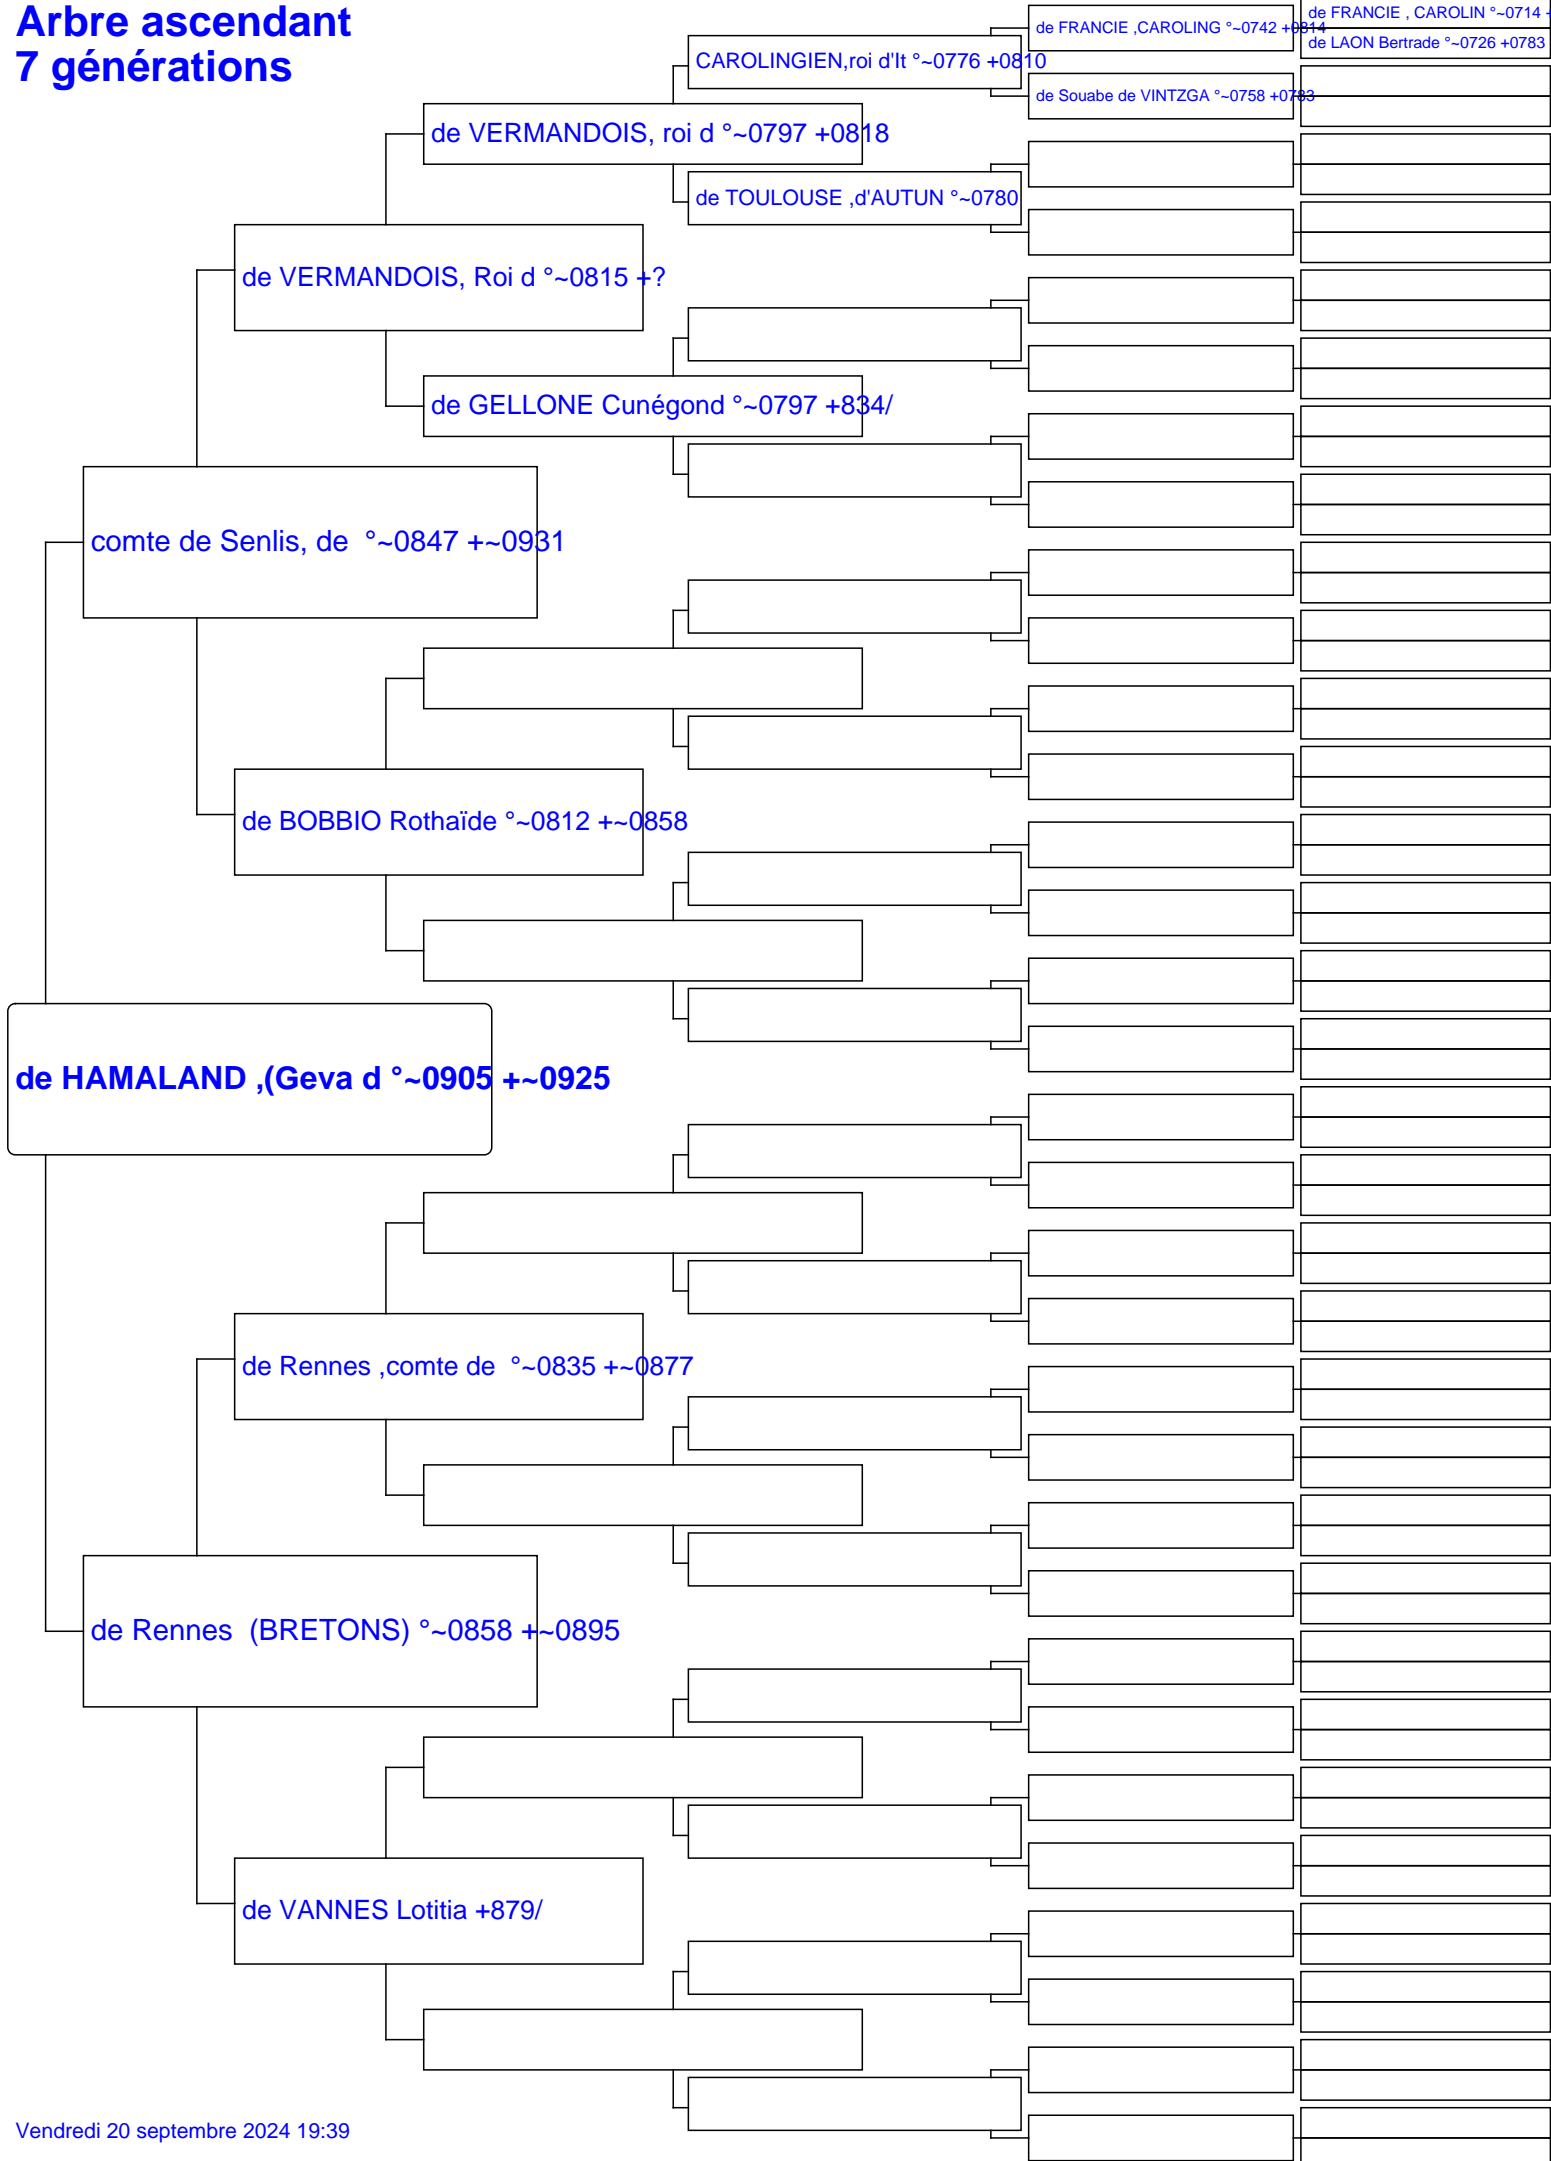 Arbre ascendant
7 générations
de FRANCIE , CAROLIN °~0714 +
de FRANCIE ,CAROLING °~0742 +0814
de LAON Bertrade °~0726 +0783
CAROLINGIEN,roi d'It °~0776 +0810
de Souabe de VINTZGA °~0758 +0783
de VERMANDOIS, roi d °~0797 +0818
de TOULOUSE ,d'AUTUN °~0780
de VERMANDOIS, Roi d °~0815 +?
de GELLONE Cunégond °~0797 +834/
comte de Senlis, de  °~0847 +~0931
de BOBBIO Rothaïde °~0812 +~0858
de HAMALAND ,(Geva d °~0905 +~0925
de Rennes ,comte de  °~0835 +~0877
de Rennes  (BRETONS) °~0858 +~0895
de VANNES Lotitia +879/
Vendredi 20 septembre 2024 19:39